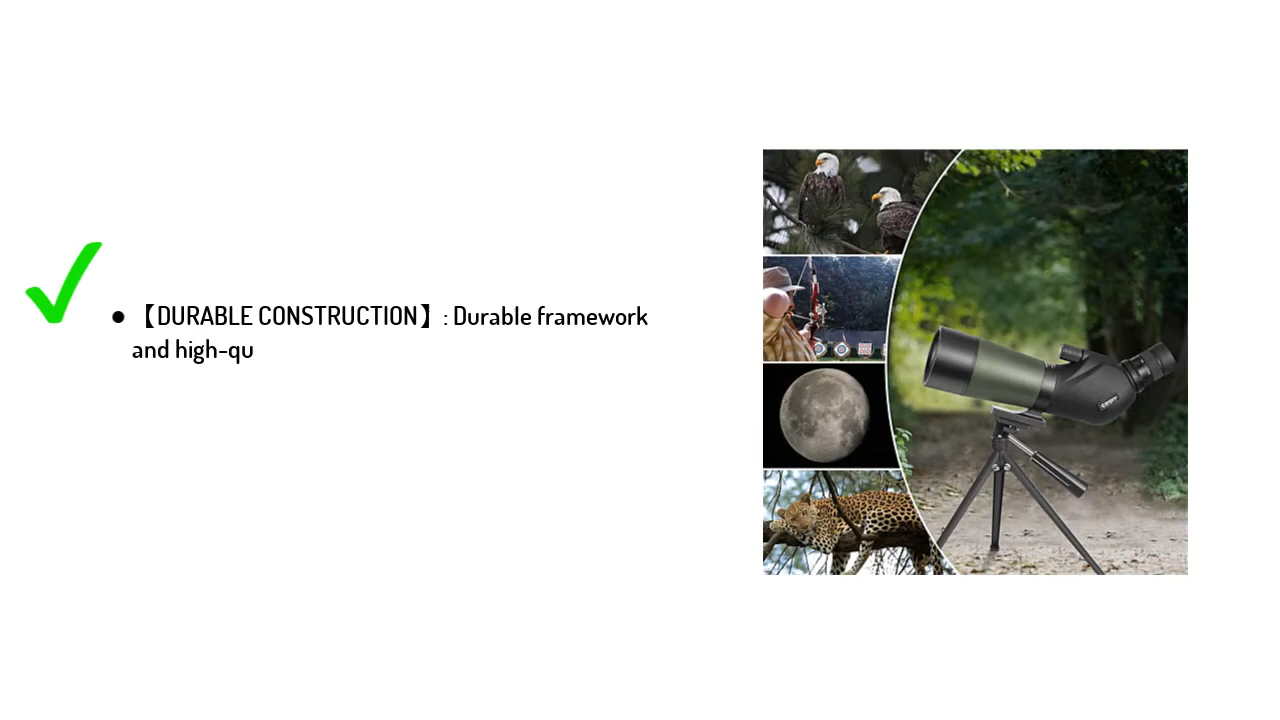 ● 【DURABLE CONSTRUCTION】: Durable framework
and high-qu